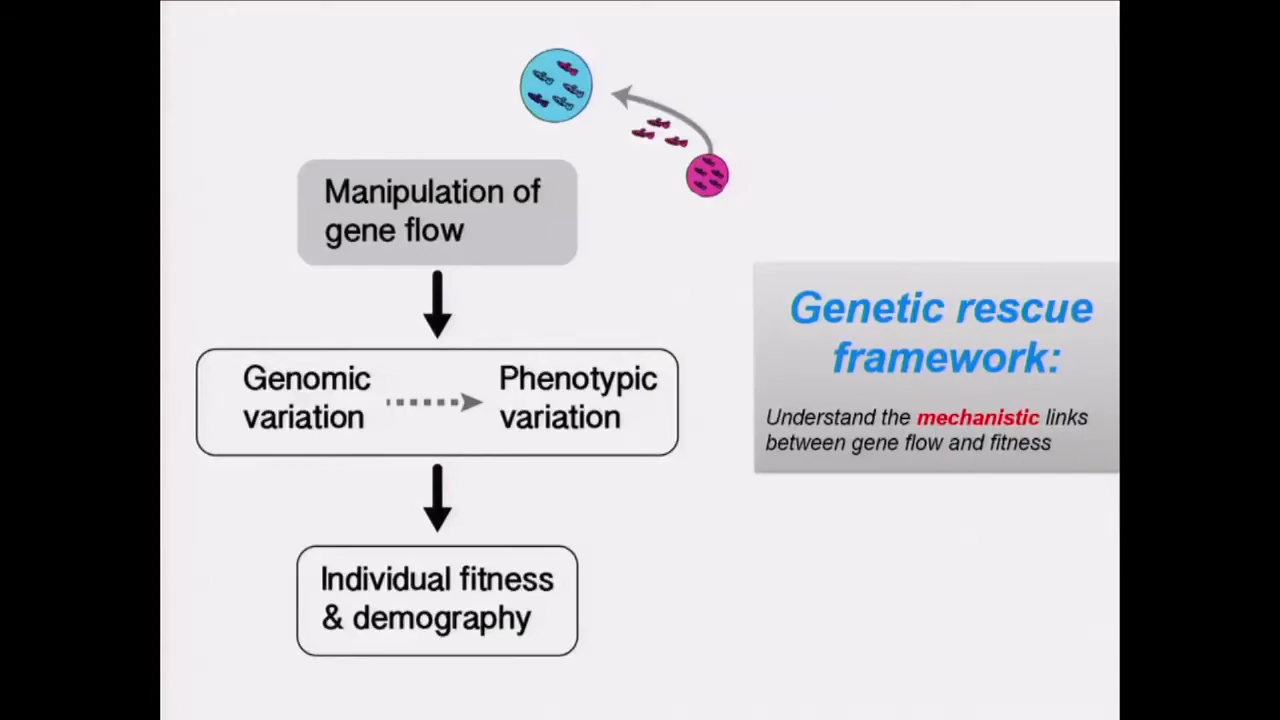 Manipulation of
gene flow
Genomic
variation
Phenotypic
variation
Individual fitness
& demography
Genetic rescue
framework:
Understand the mechanistic links
between gene flow and fitness